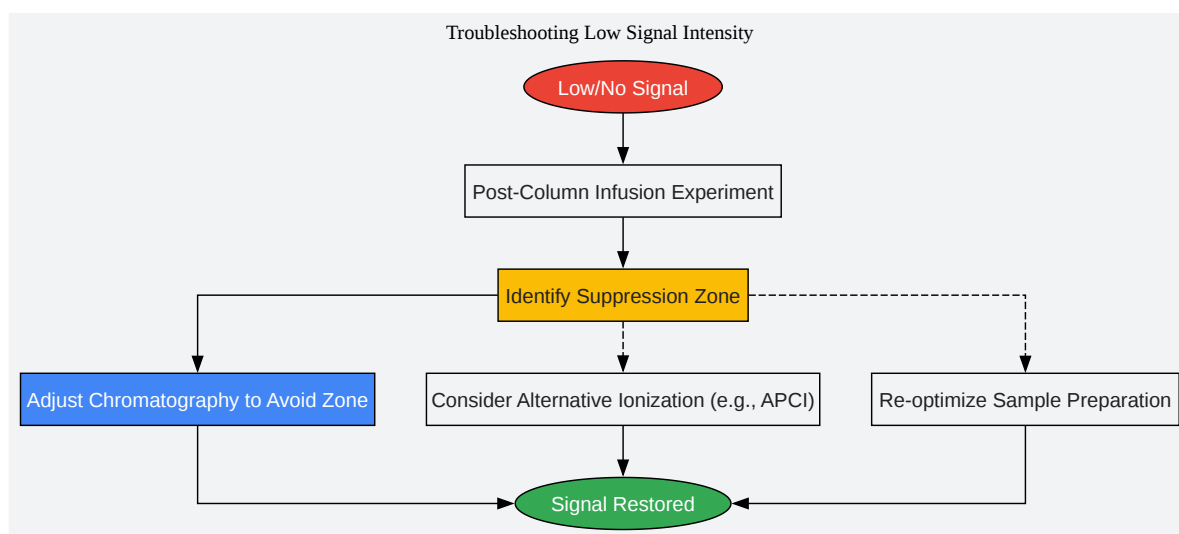 Troubleshooting Low Signal Intensity
Low/No Signal
Post-Column Infusion Experiment
Identify Suppression Zone
Adjust Chromatography to Avoid Zone
Consider Alternative Ionization (e.g., APCI)
Re-optimize Sample Preparation
Signal Restored